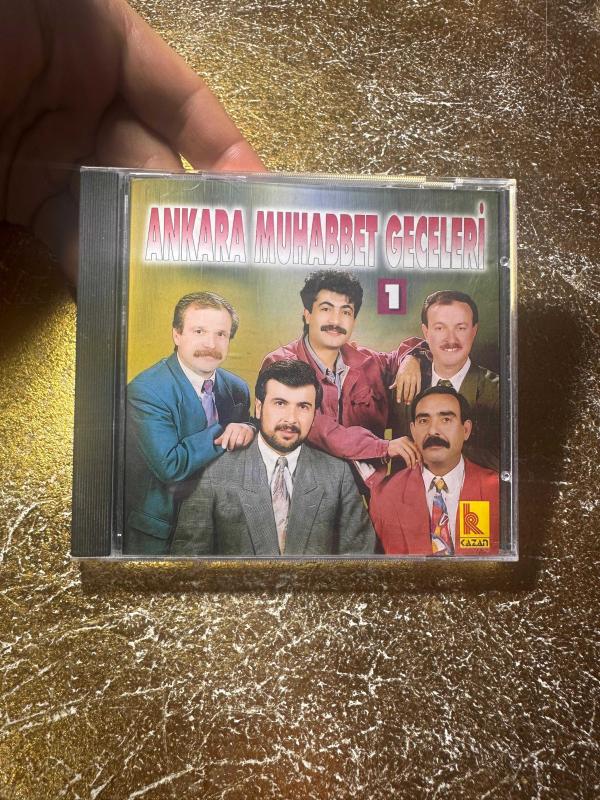 ANKARA MUHABBET GECELERİ
1
KAZAN